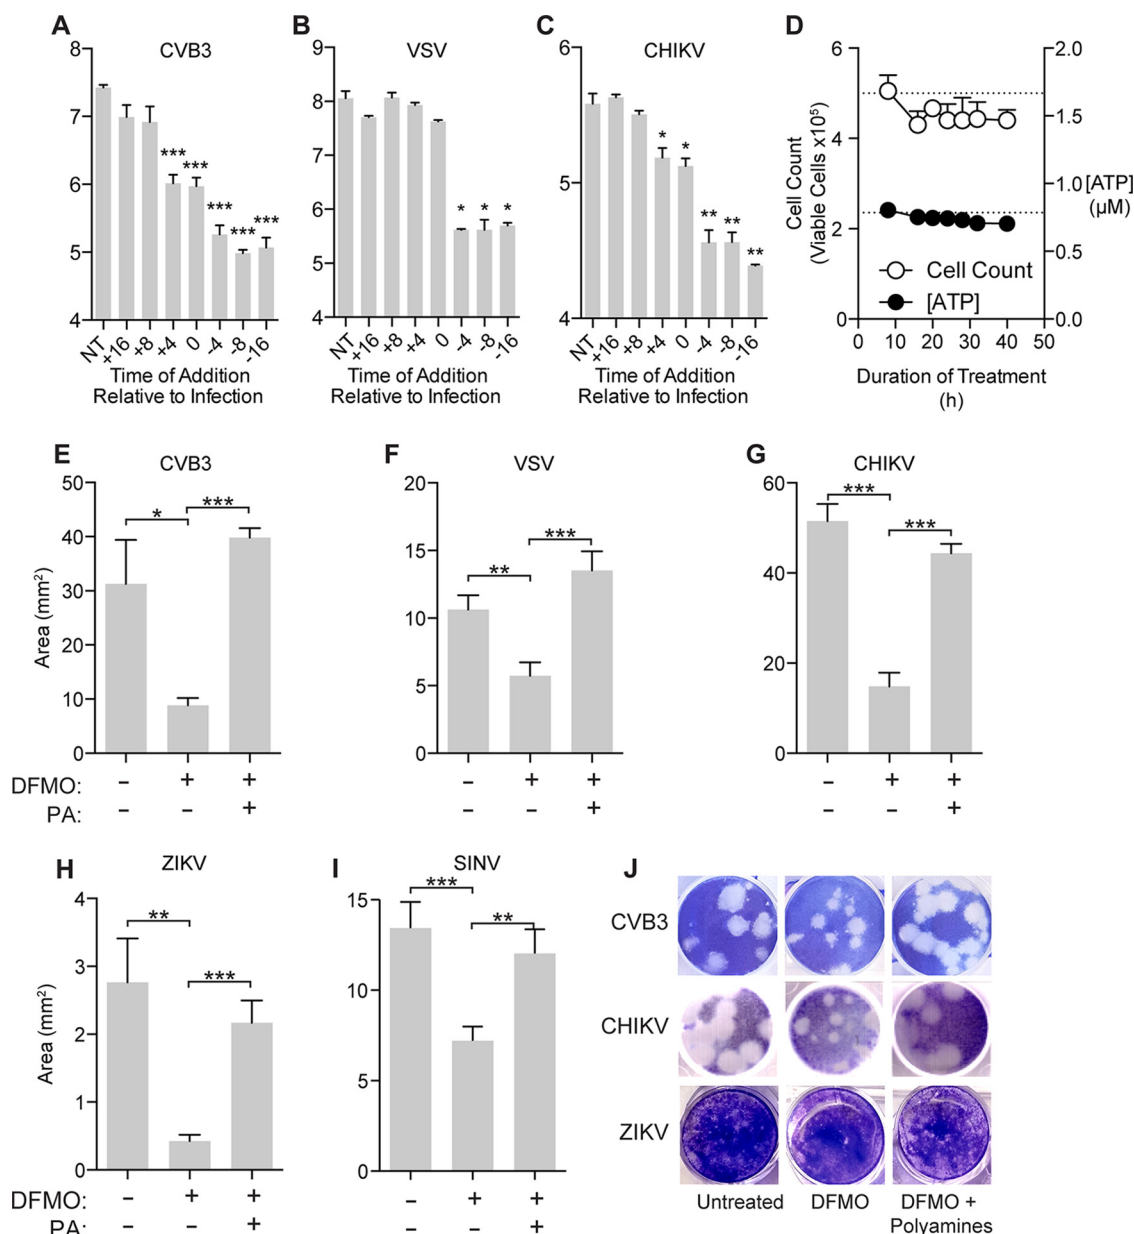 A
CVB3
8
7
6
5
4
***
***
***
***
***
NT
+16
+8
+4
0
-4
-8
-16
Time of Addition
Relative to Infection
B
VSV
9
8
7
6
5
4
*
*
*
NT
+16
+8
+4
0
-4
-8
-16
Time of Addition
Relative to Infection
C
CHIKV
6
5
4
*
*
**
**
**
NT
+16
+8
+4
0
-4
-8
-16
Time of Addition
Relative to Infection
D
6
4
2
0
Cell Count
(Viable Cells x10⁵)
2.0
1.5
1.0
0.5
0.0
[ATP]
(µM)
Cell Count
[ATP]
0
10
20
30
40
50
Duration of Treatment
(h)
E
CVB3
Area (mm²)
50
40
30
20
10
0
*
***
DFMO:
PA:
– + +
– – +
F
VSV
20
15
10
5
0
**
***
– + +
– – +
G
CHIKV
60
40
20
0
***
***
– + +
– – +
H
ZIKV
Area (mm²)
4
3
2
1
0
**
***
DFMO:
PA:
– + +
– – +
I
SINV
15
10
5
0
***
**
– + +
– – +
J
CVB3
CHIKV
ZIKV
Untreated
DFMO
DFMO +
Polyamines